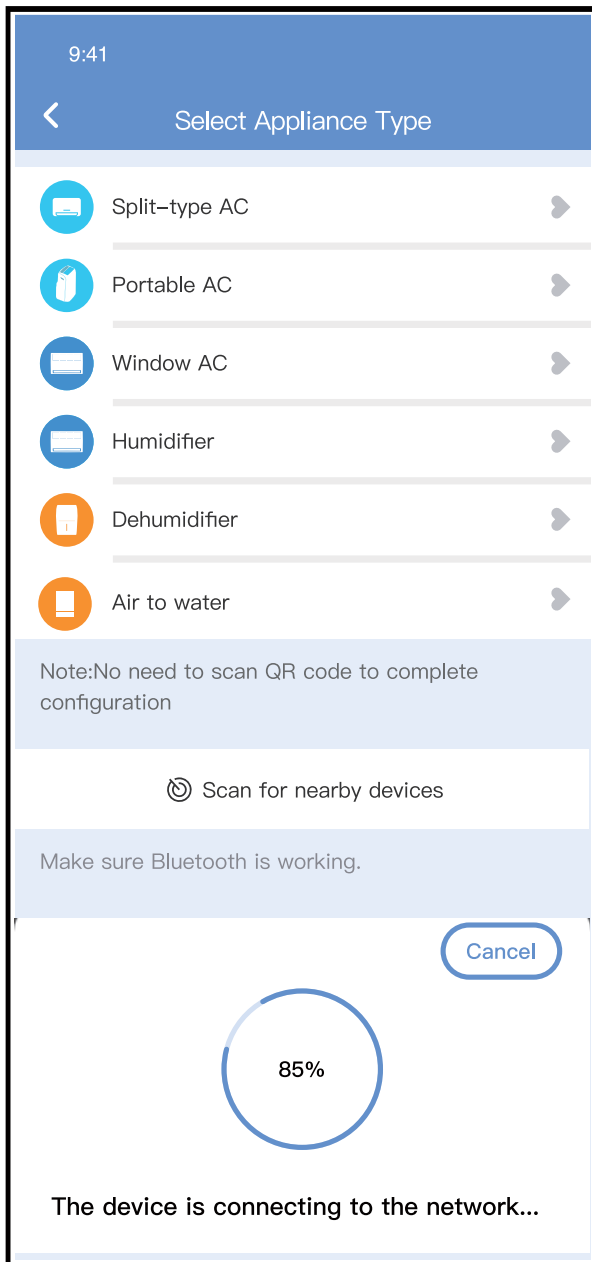 9:41
Select Appliance Type
Split-type AC
Portable AC
Window AC
Humidifier
Dehumidifier
Air to water
Note:No need to scan QR code to complete
configuration
Scan for nearby devices
Make sure Bluetooth is working.
Cancel
85%
The device is connecting to the network...